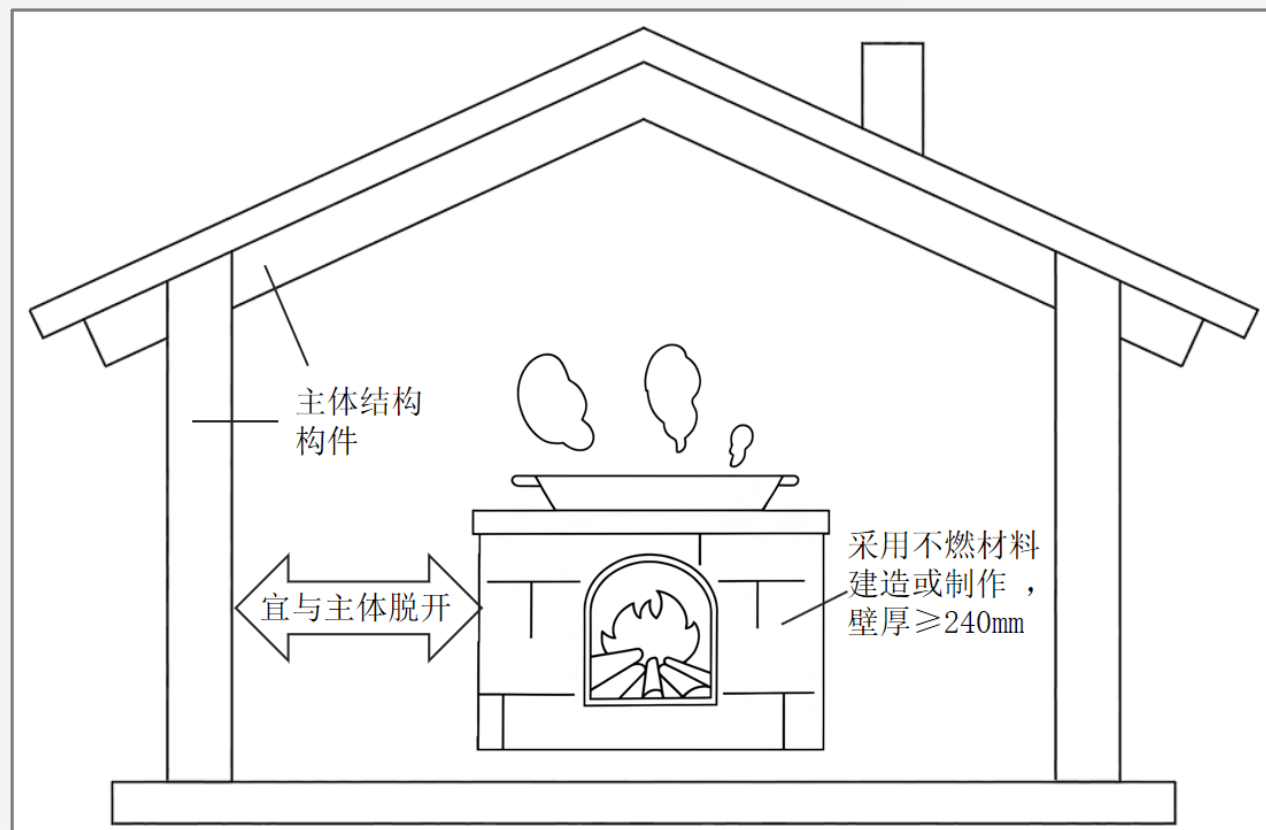 主体结构
构件
宜与主体脱开
采用不燃材料
建造或制作，
壁厚≥240mm